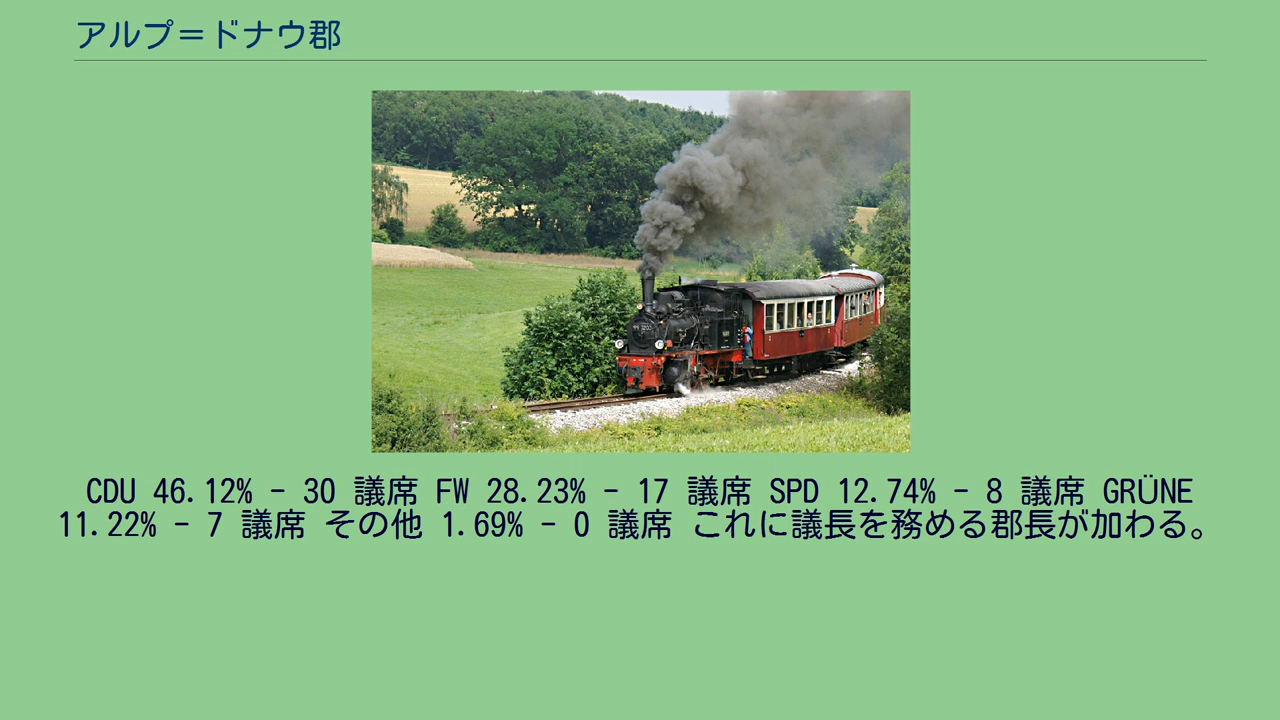 アルプ＝ドナウ郡
CDU 46.12% - 30 議席 FW 28.23% - 17 議席 SPD 12.74% - 8 議席 GRÜNE
11.22% - 7 議席 その他 1.69% - 0 議席 これに議長を務める郡長が加わる。